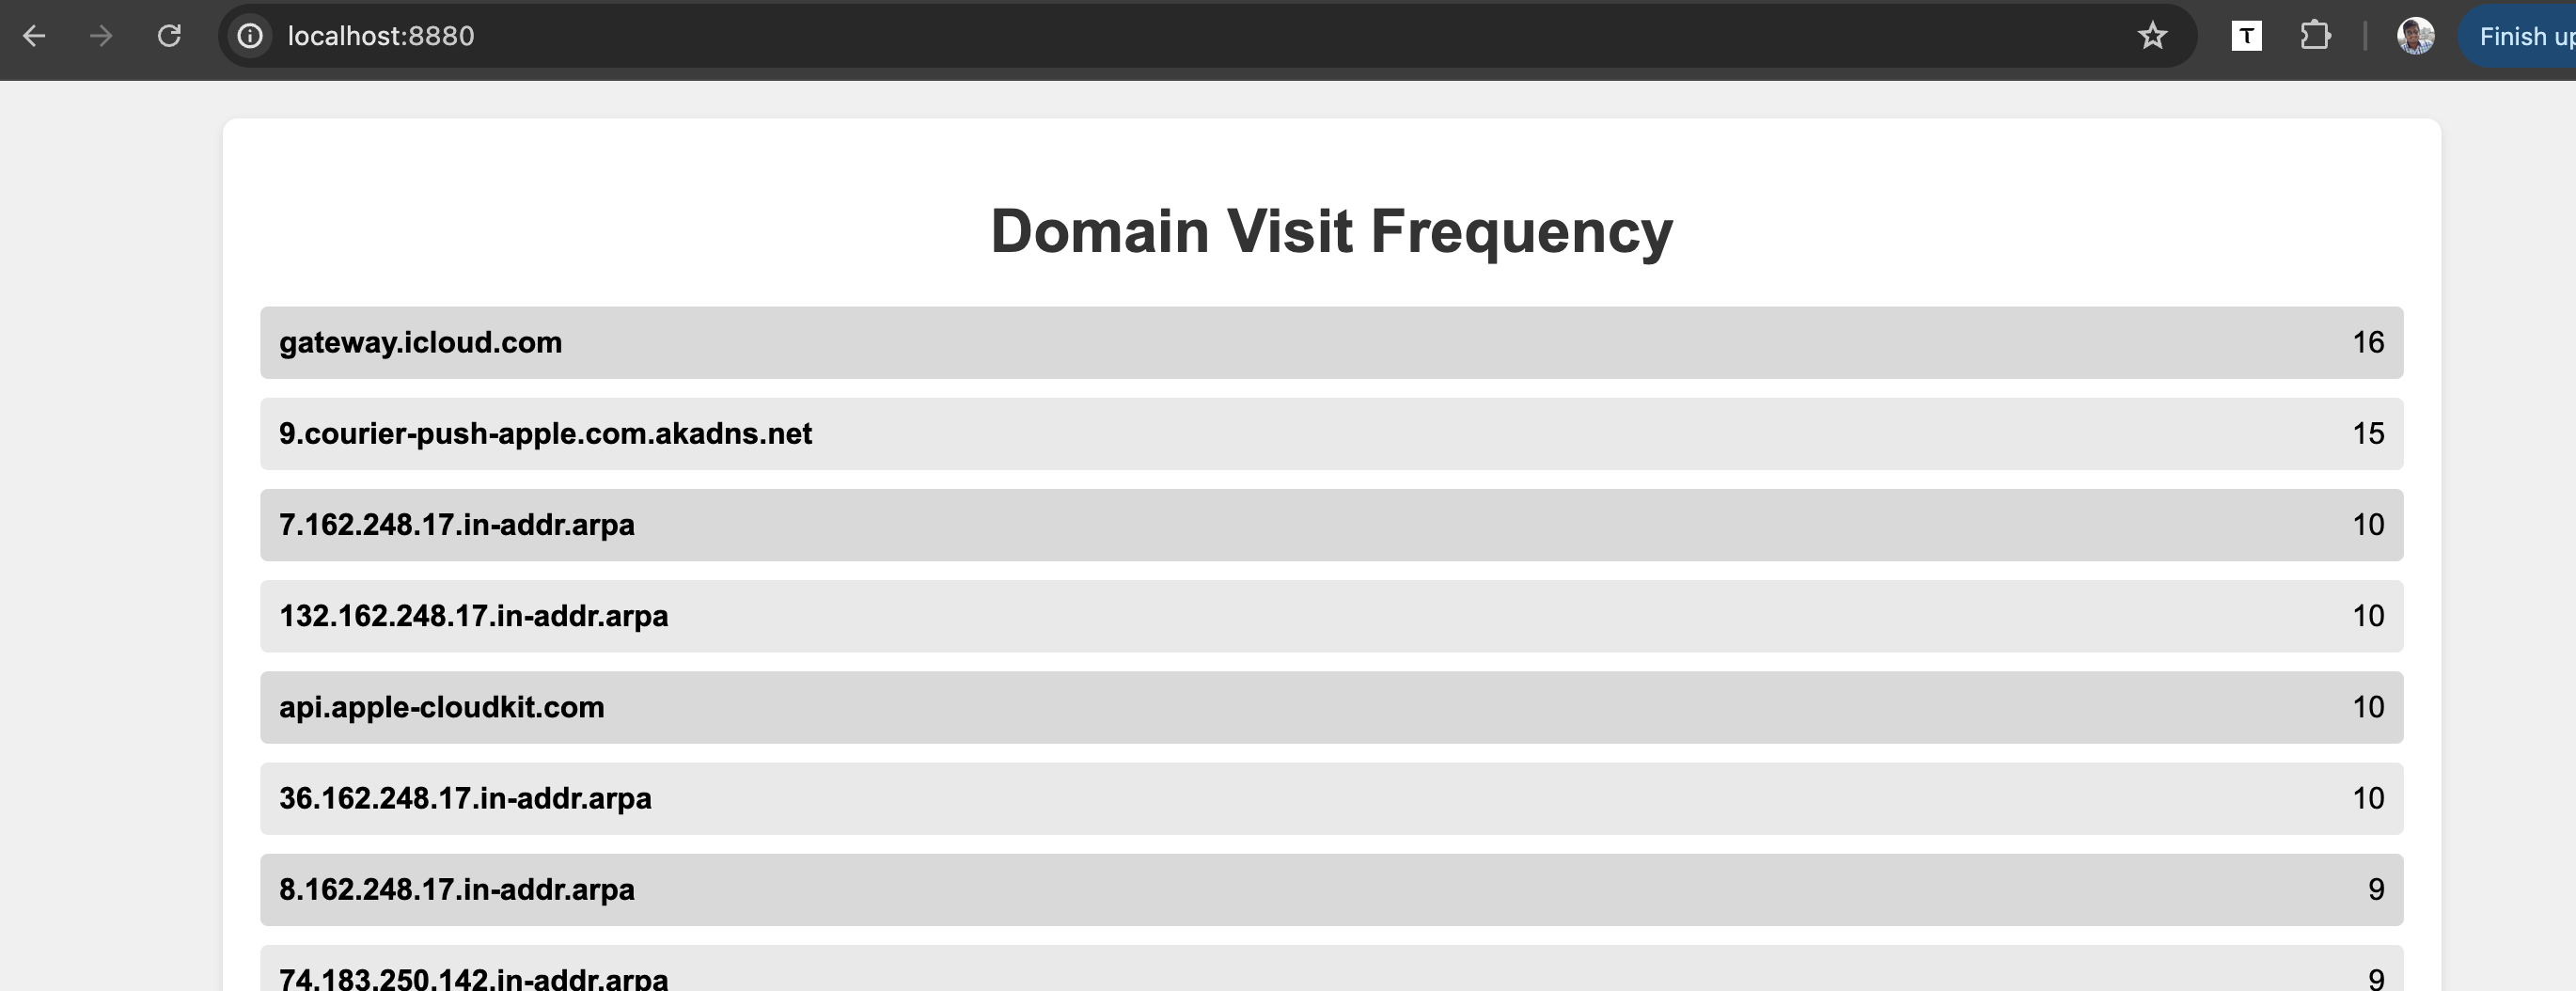 localhost:8880
T
Finish up
Domain Visit Frequency
gateway.icloud.com 16
9.courier-push-apple.com.akadns.net 15
7.162.248.17.in-addr.arpa 10
132.162.248.17.in-addr.arpa 10
api.apple-cloudkit.com 10
36.162.248.17.in-addr.arpa 10
8.162.248.17.in-addr.arpa 9
74.183.250.142.in-addr.arpa 9